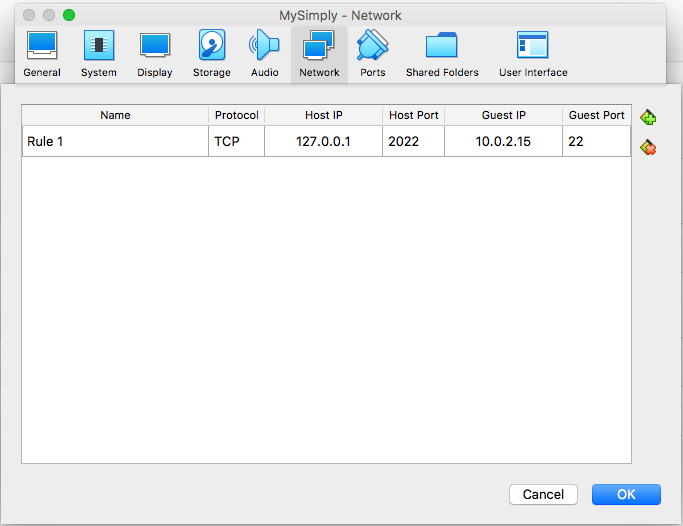 MySimply - Network
General System Display Storage Audio Network Ports Shared Folders User Interface
Name Protocol Host IP Host Port Guest IP Guest Port
Rule 1 TCP 127.0.0.1 2022 10.0.2.15 22
Cancel OK